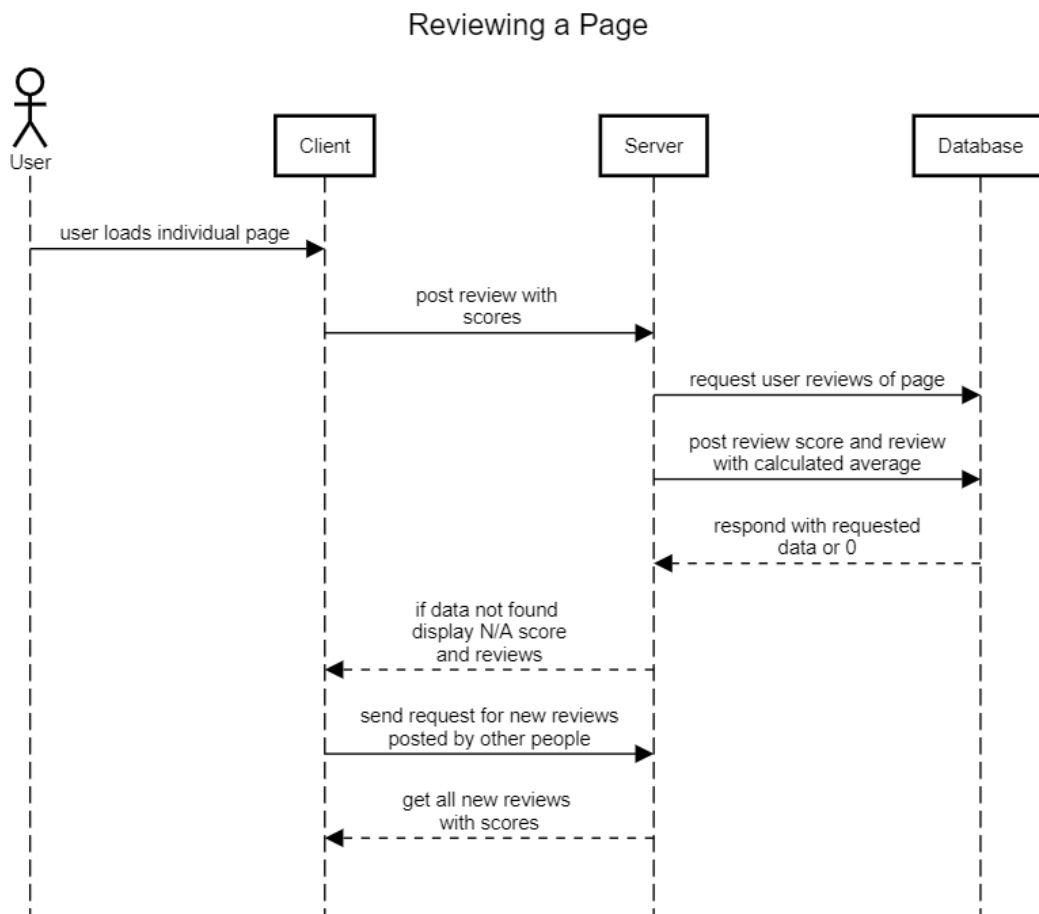 Reviewing a Page
User
Client
Server
Database
user loads individual page
post review with
scores
request user reviews of page
post review score and review
with calculated average
respond with requested
data or 0
if data not found
display N/A score
and reviews
send request for new reviews
posted by other people
get all new reviews
with scores